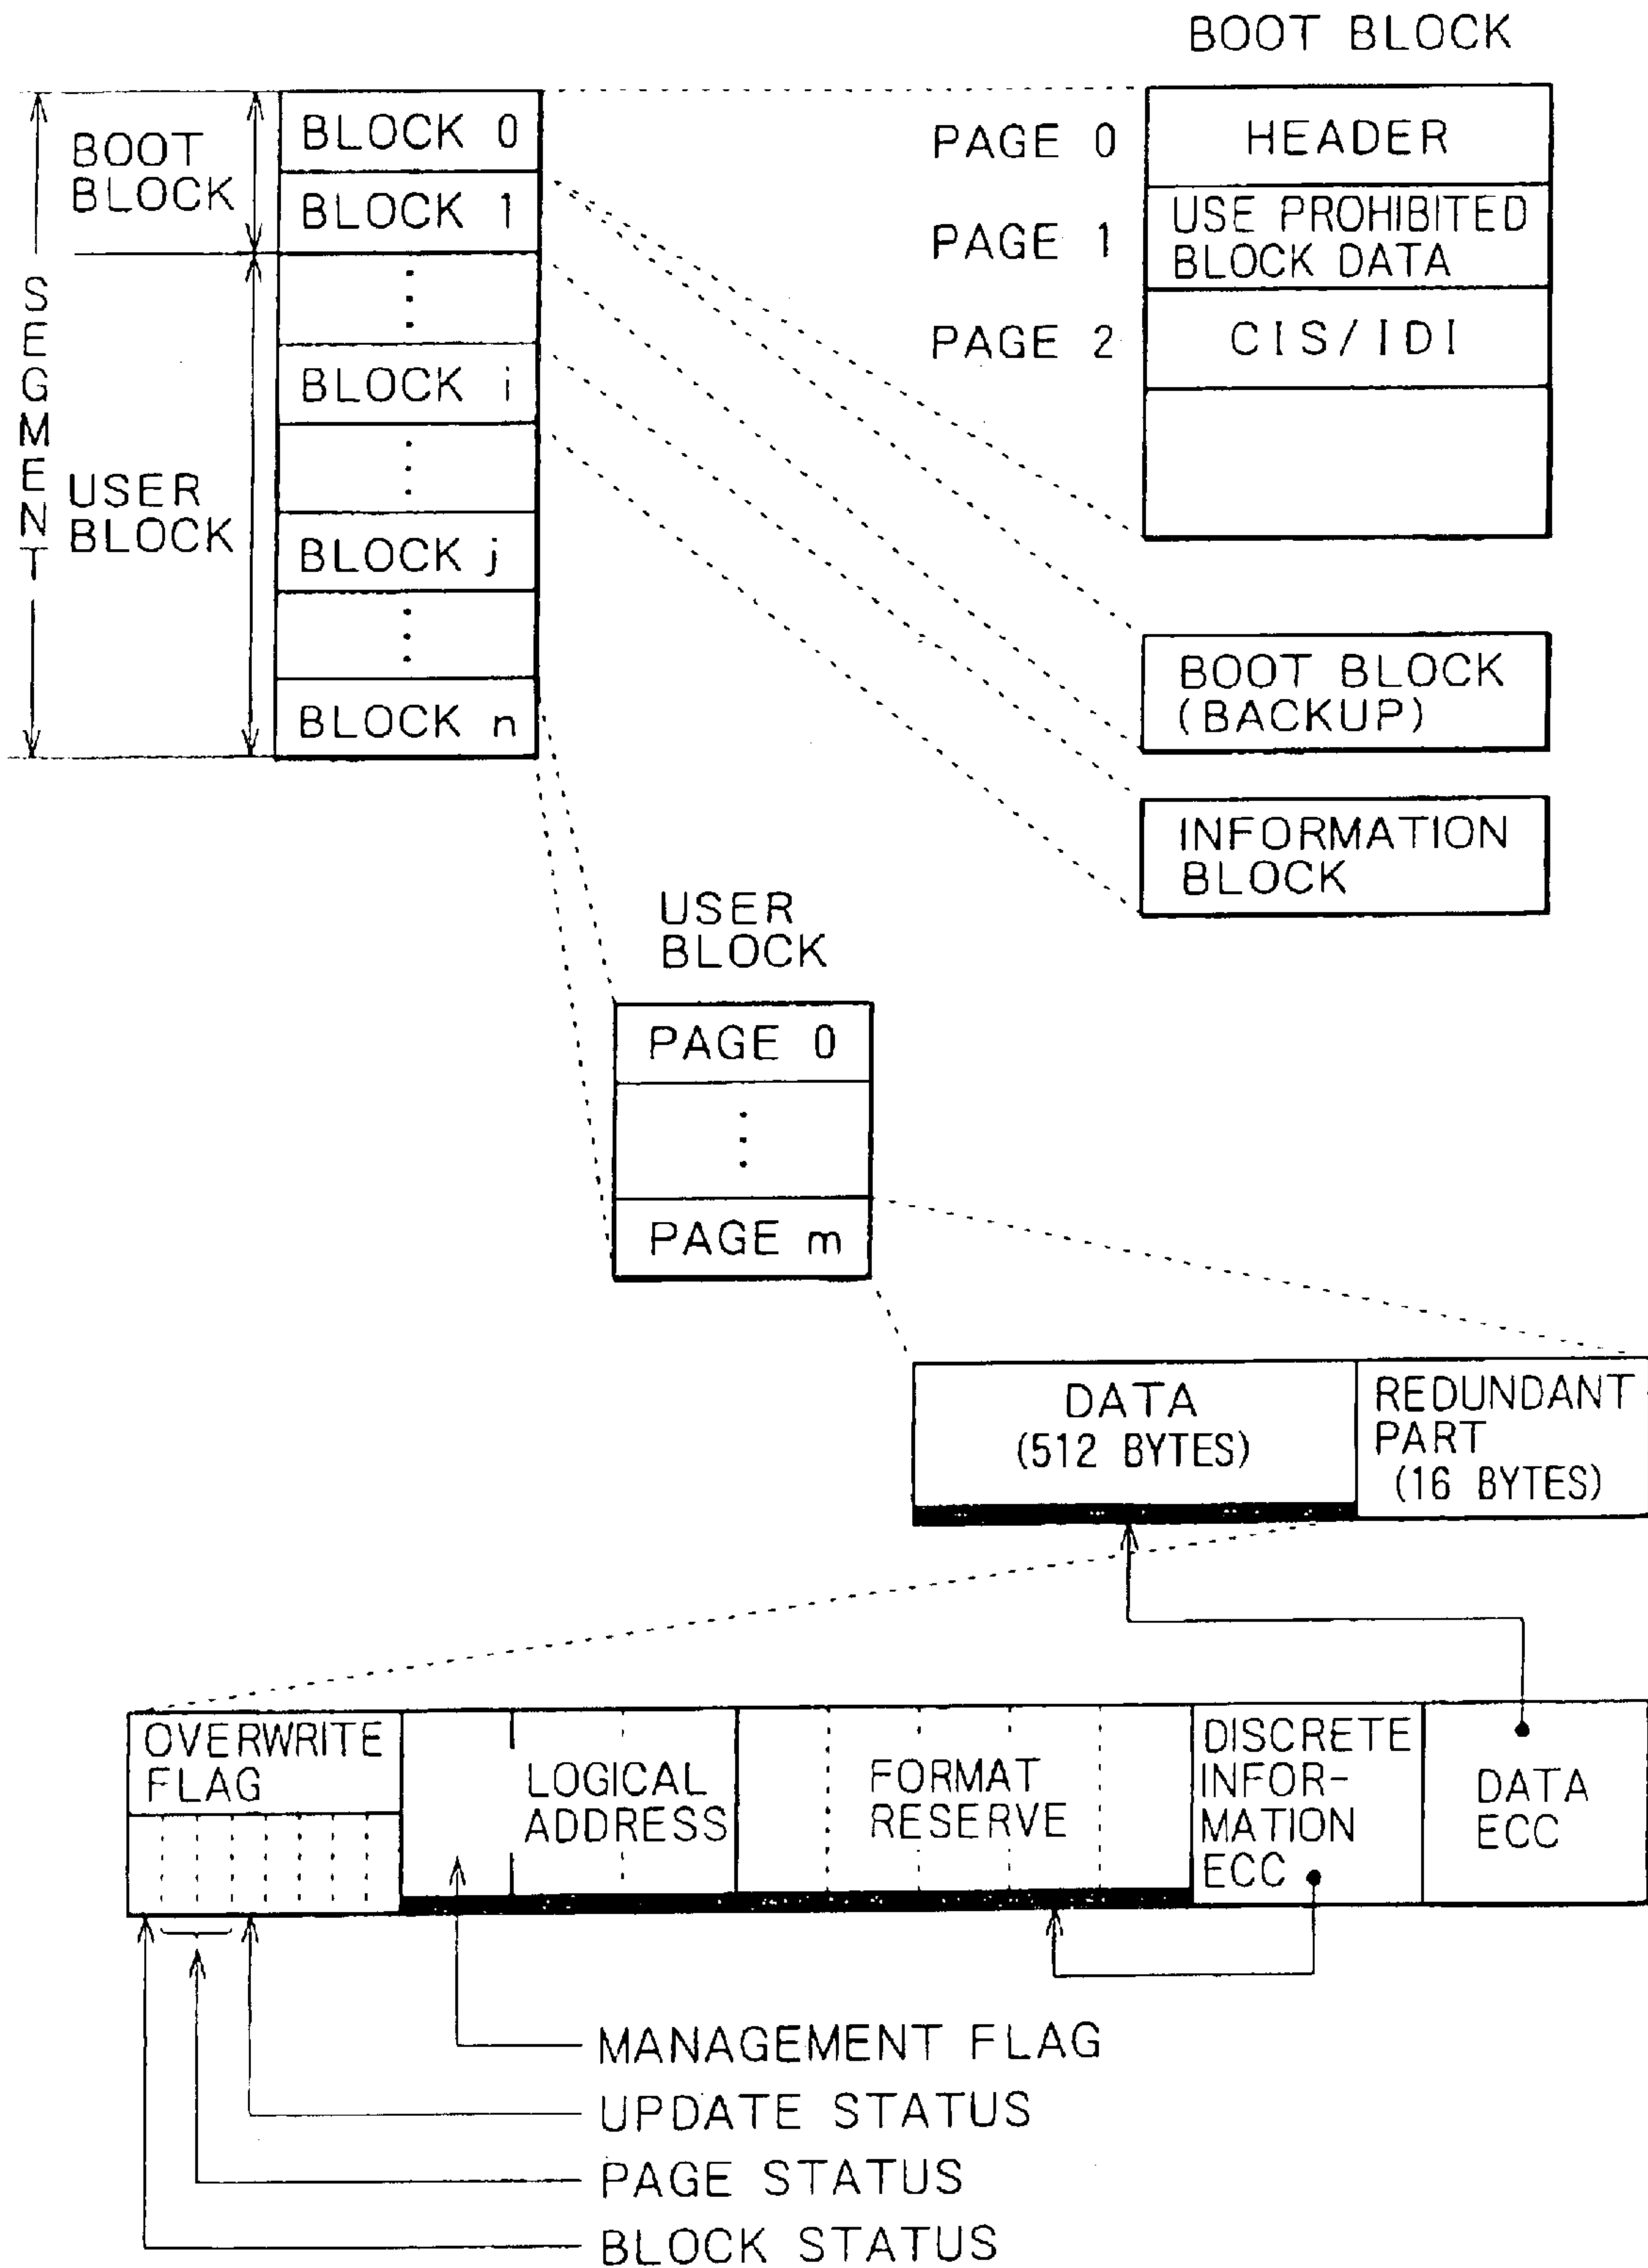 BOOT BLOCK
SEGMENT
BOOT
BLOCK
USER
BLOCK
BLOCK 0
BLOCK 1
BLOCK i
BLOCK j
BLOCK n
PAGE 0
HEADER
PAGE 1
USE PROHIBITED
BLOCK DATA
PAGE 2
CIS/IDI
BOOT BLOCK
(BACKUP)
INFORMATION
BLOCK
USER
BLOCK
PAGE 0
PAGE m
DATA
(512 BYTES)
REDUNDANT
PART
(16 BYTES)
OVERWRITE
FLAG
LOGICAL
ADDRESS
FORMAT
RESERVE
DISCRETE
INFOR-
MATION
ECC
DATA
ECC
MANAGEMENT FLAG
UPDATE STATUS
PAGE STATUS
BLOCK STATUS